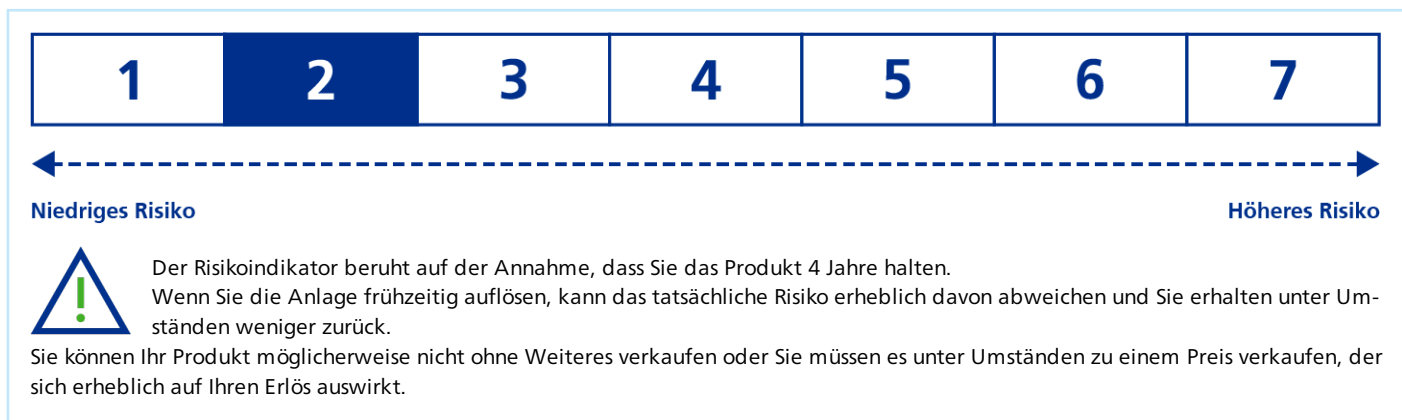 1 2 3 4 5 6 7
Niedriges Risiko Höheres Risiko
Der Risikoindikator beruht auf der Annahme, dass Sie das Produkt 4 Jahre halten.
Wenn Sie die Anlage frühzeitig auflösen, kann das tatsächliche Risiko erheblich davon abweichen und Sie erhalten unter Um-
ständen weniger zurück.
Sie können Ihr Produkt möglicherweise nicht ohne Weiteres verkaufen oder Sie müssen es unter Umständen zu einem Preis verkaufen, der
sich erheblich auf Ihren Erlös auswirkt.